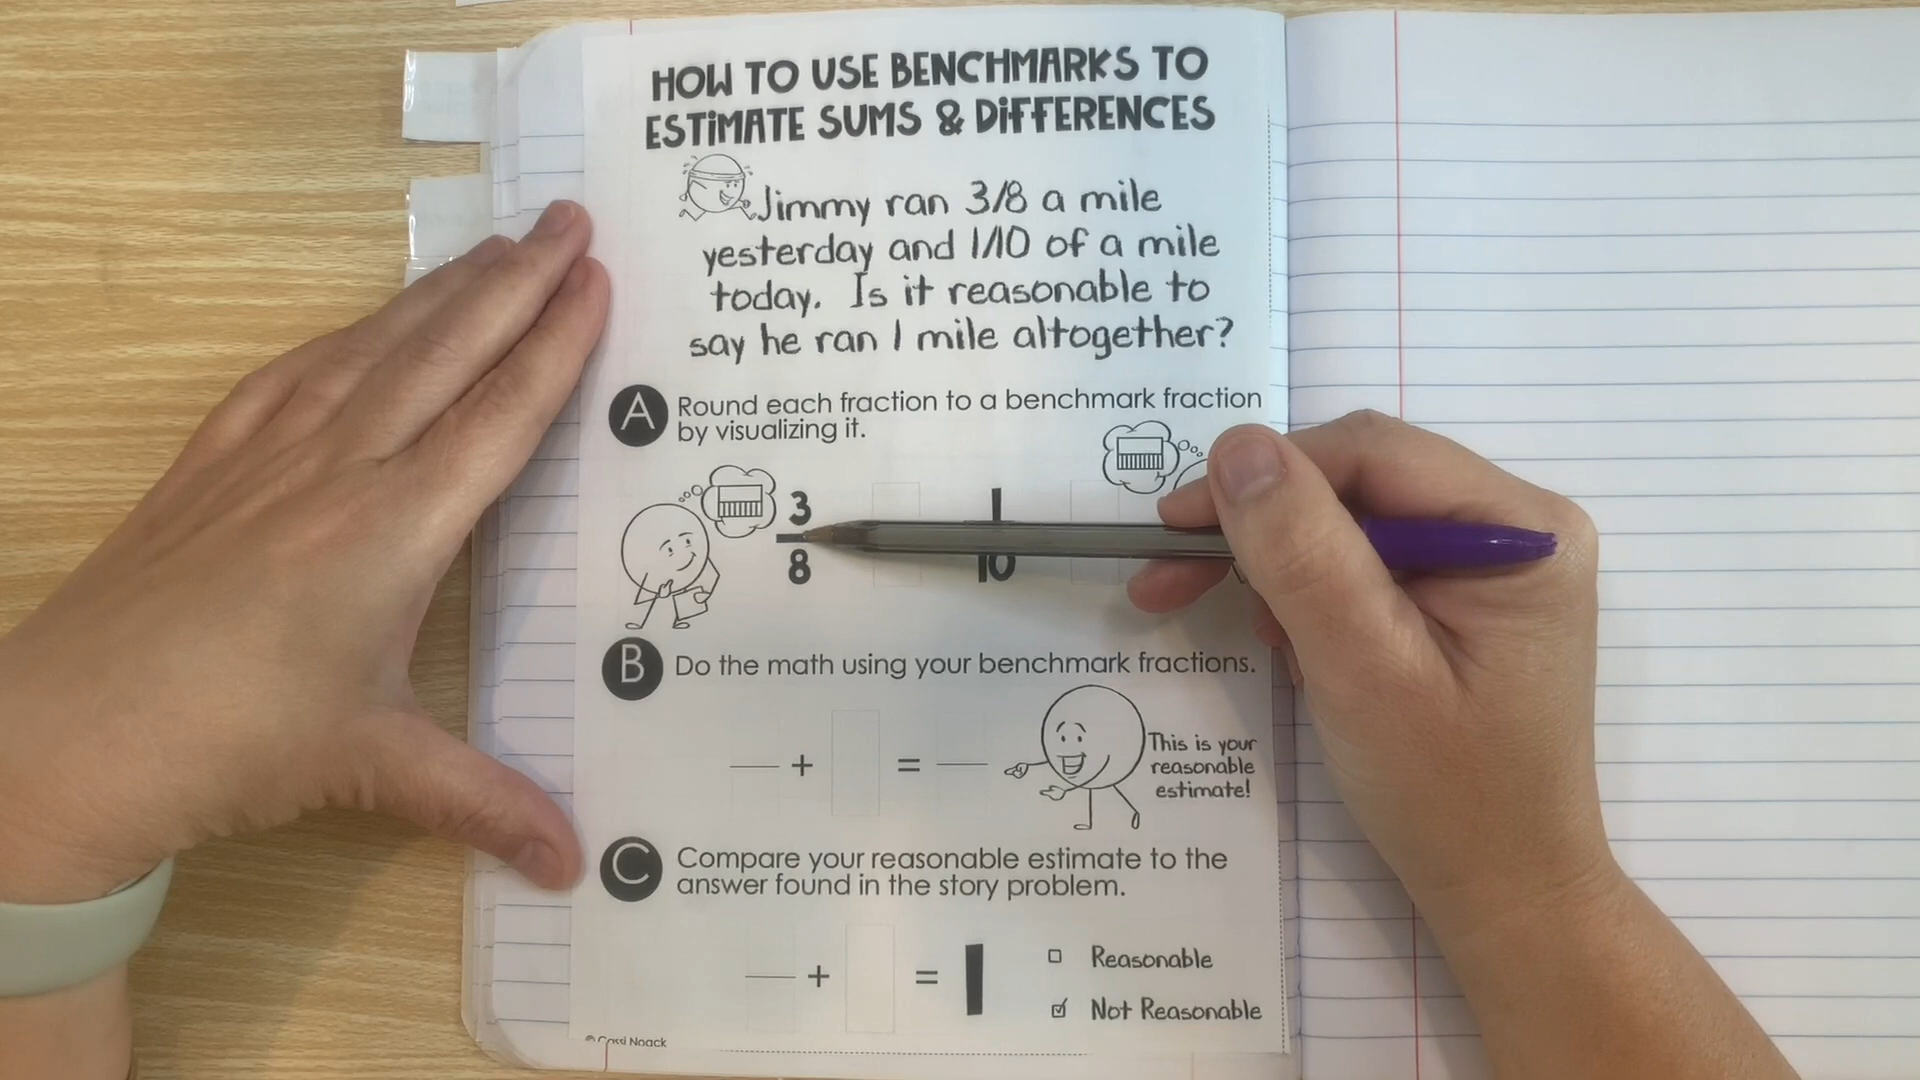 HOW TO USE BENCHMARKS TO
ESTIMATE SUMS & DIFFERENCES
Jimmy ran 3/8 a mile
yesterday and 1/10 of a mile
today. Is it reasonable to
say he ran 1 mile altogether?
A Round each fraction to a benchmark fraction
by visualizing it.
3 1
8 10
B Do the math using your benchmark fractions.
+ =
This is your
reasonable
estimate!
C Compare your reasonable estimate to the
answer found in the story problem.
+ = 1
Reasonable
Not Reasonable
© Cassi Noack